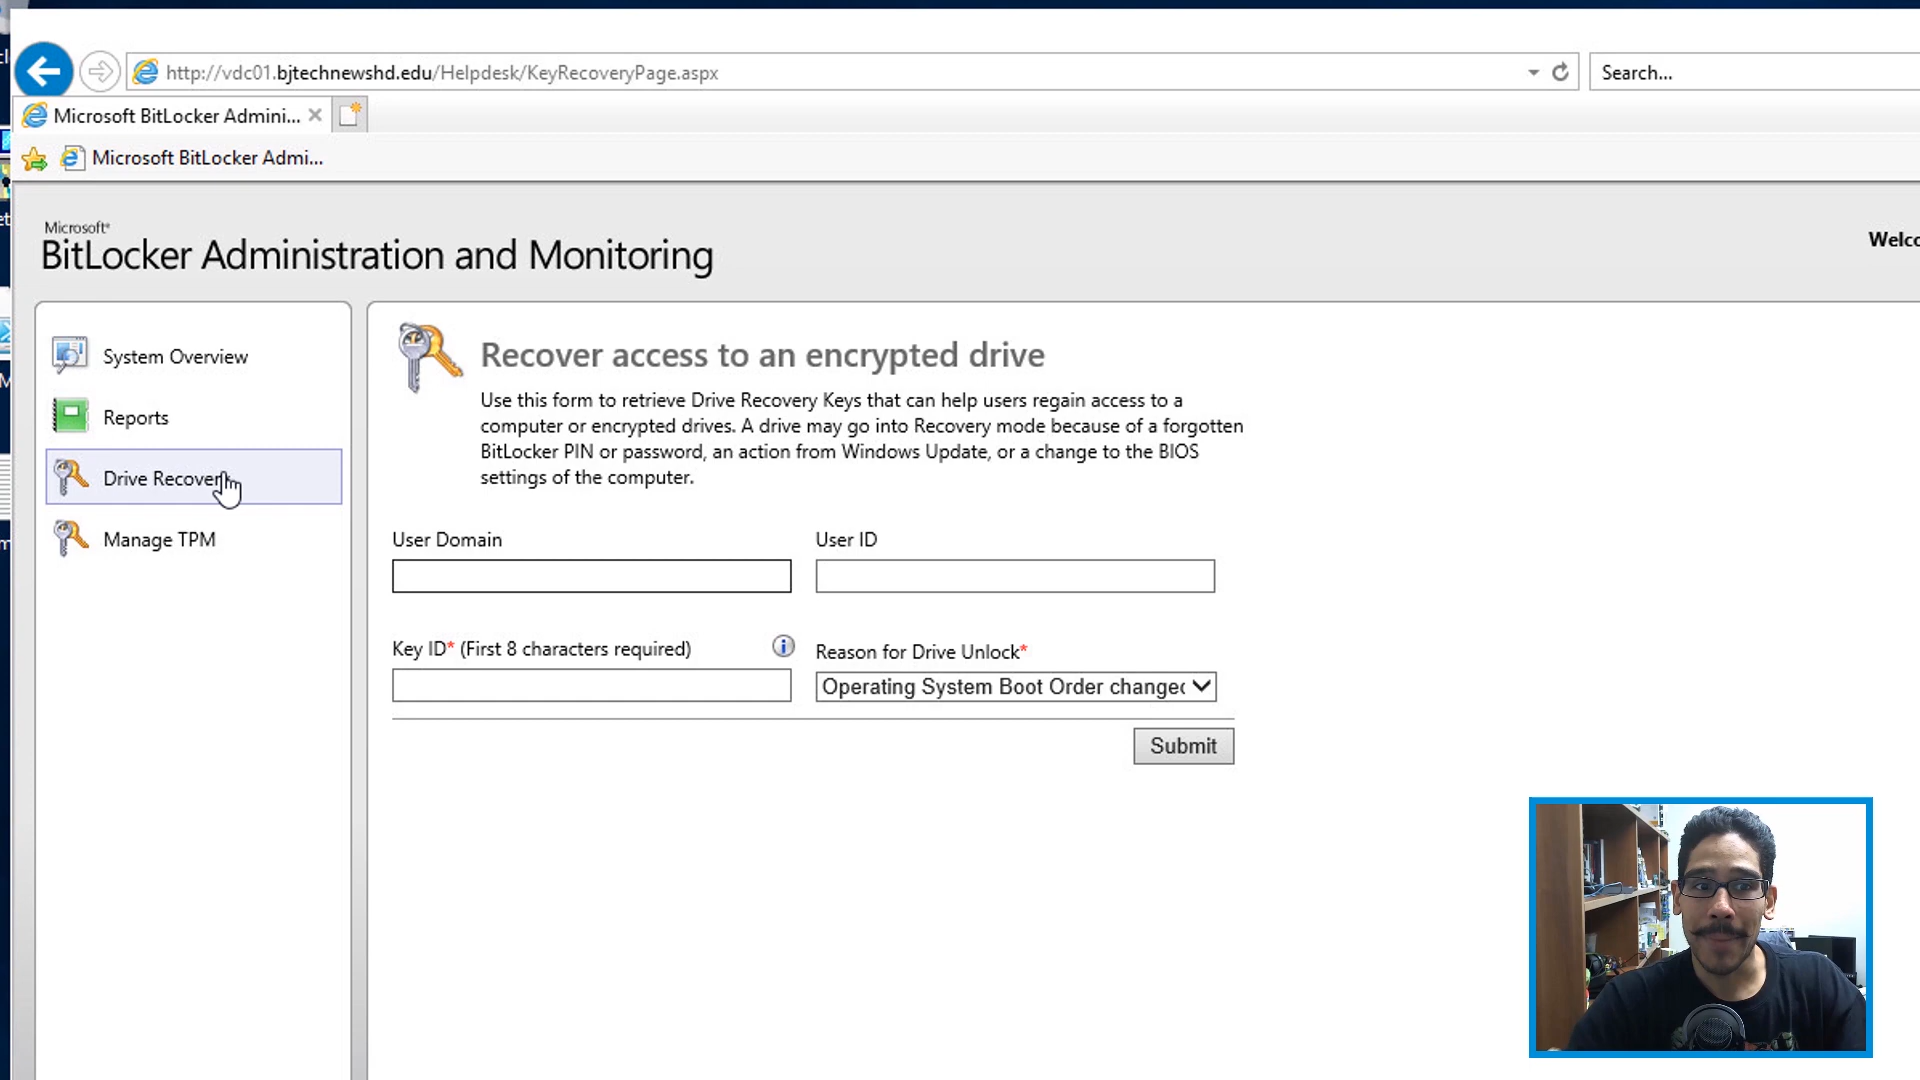 http://vdc01.bjtechnewshd.edu/Helpdesk/KeyRecoveryPage.aspx
Search...
Microsoft BitLocker Admini...
Microsoft BitLocker Admi...
Microsoft®
BitLocker Administration and Monitoring
Welco
System Overview
Reports
Drive Recovery
Manage TPM
Recover access to an encrypted drive
Use this form to retrieve Drive Recovery Keys that can help users regain access to a
computer or encrypted drives. A drive may go into Recovery mode because of a forgotten
BitLocker PIN or password, an action from Windows Update, or a change to the BIOS
settings of the computer.
User Domain
User ID
Key ID* (First 8 characters required)
Reason for Drive Unlock*
Operating System Boot Order changed
Submit